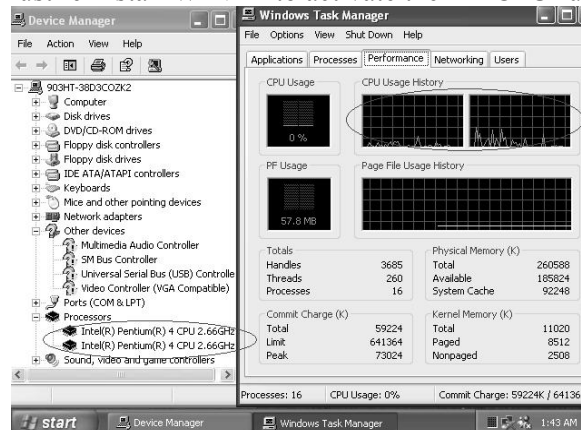 Device Manager
File Action View Help
903HT-38D3COZK2
Computer
Disk drives
DVD/CD-ROM drives
Floppy disk controllers
Floppy disk drives
IDE ATA/ATAPI controllers
Keyboards
Mice and other pointing devices
Network adapters
Other devices
Multimedia Audio Controller
SM Bus Controller
Universal Serial Bus (USB) Controlle
Video Controller (VGA Compatible)
Ports (COM & LPT)
Processors
Intel(R) Pentium(R) 4 CPU 2.66GHz
Intel(R) Pentium(R) 4 CPU 2.66GHz
Sound, video and game controllers
Windows Task Manager
File Options View Shut Down Help
Applications Processes Performance Networking Users
CPU Usage CPU Usage History
0 %
PF Usage Page File Usage History
57.8 MB
Totals
Handles 3685
Threads 260
Processes 16
Physical Memory (K)
Total 260588
Available 185824
System Cache 92248
Commit Charge (K)
Total 59224
Limit 641364
Peak 73024
Kernel Memory (K)
Total 11020
Paged 8512
Nonpaged 2508
Processes: 16 CPU Usage: 0% Commit Charge: 59224K / 64136
start Device Manager Windows Task Manager 1:43 AM